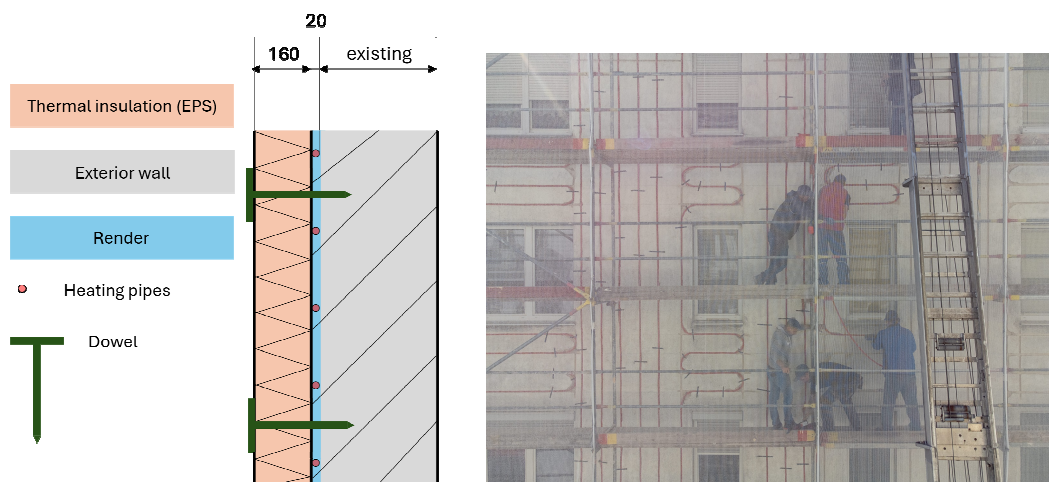 20
160
existing
Thermal insulation (EPS)
Exterior wall
Render
Heating pipes
Dowel